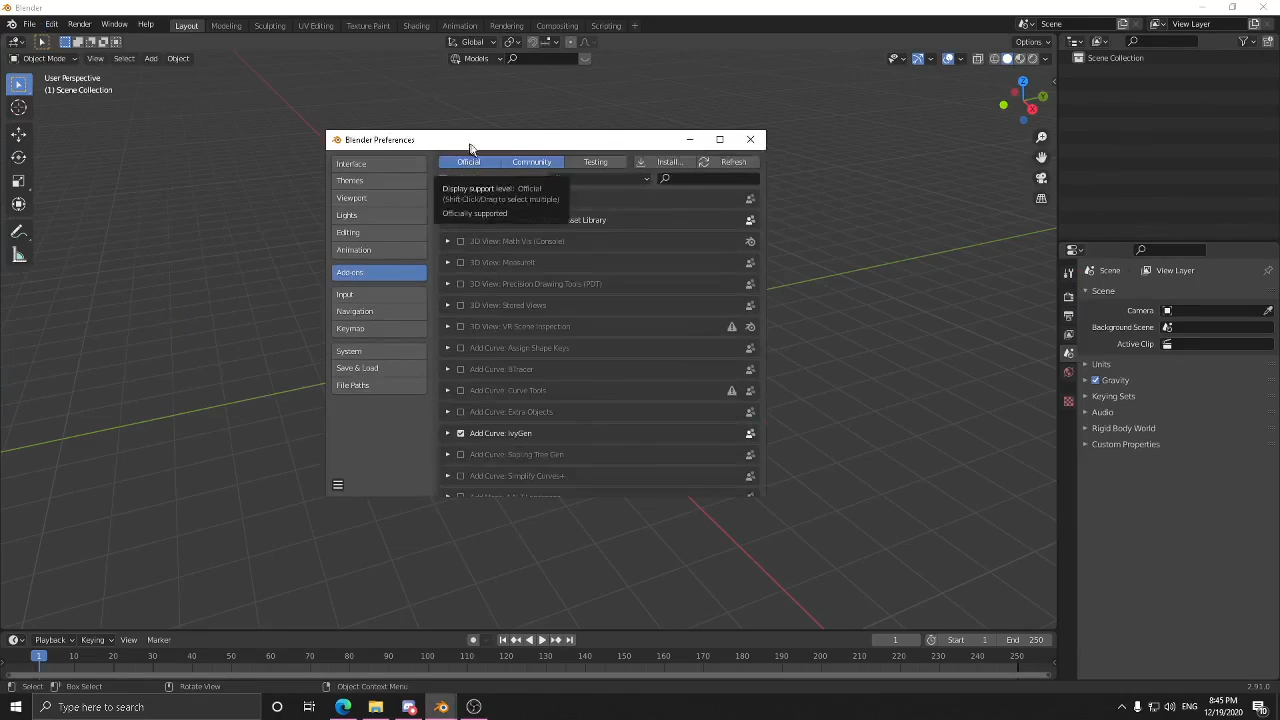 Blender
File Edit Render Window Help Layout Modeling Sculpting UV Editing Texture Paint Shading Animation Rendering Compositing Scripting + Scene View Layer
Global Options
Object Mode View Select Add Object Models
User Perspective
(1) Scene Collection
Scene Collection
Z
Y
X
Blender Preferences
Interface
Themes
Viewport
Lights
Editing
Animation
Add-ons
Input
Navigation
Keymap
System
Save & Load
File Paths
Official Community Testing Install... Refresh
Display support level: Official
(Shift-Click/Drag to select multiple)
Officially supported
Asset Library
3D View: Math Vis (Console)
3D View: MeasureIt
3D View: Precision Drawing Tools (PDT)
3D View: Stored Views
3D View: VR Scene Inspection
Add Curve: Assign Shape Keys
Add Curve: BTracer
Add Curve: Curve Tools
Add Curve: Extra Objects
Add Curve: IvyGen
Add Curve: Sapling Tree Gen
Add Curve: Simplify Curves+
Scene View Layer
Scene
Camera
Background Scene
Active Clip
Units
Gravity
Keying Sets
Audio
Rigid Body World
Custom Properties
Playback Keying View Marker 1 Start 1 End 250
1 10 20 30 40 50 60 70 80 90 100 110 120 130 140 150 160 170 180 190 200 210 220 230 240 250
Select Box Select Rotate View Object Context Menu 2.91.0
Type here to search
ENG
8:45 PM
12/19/2020